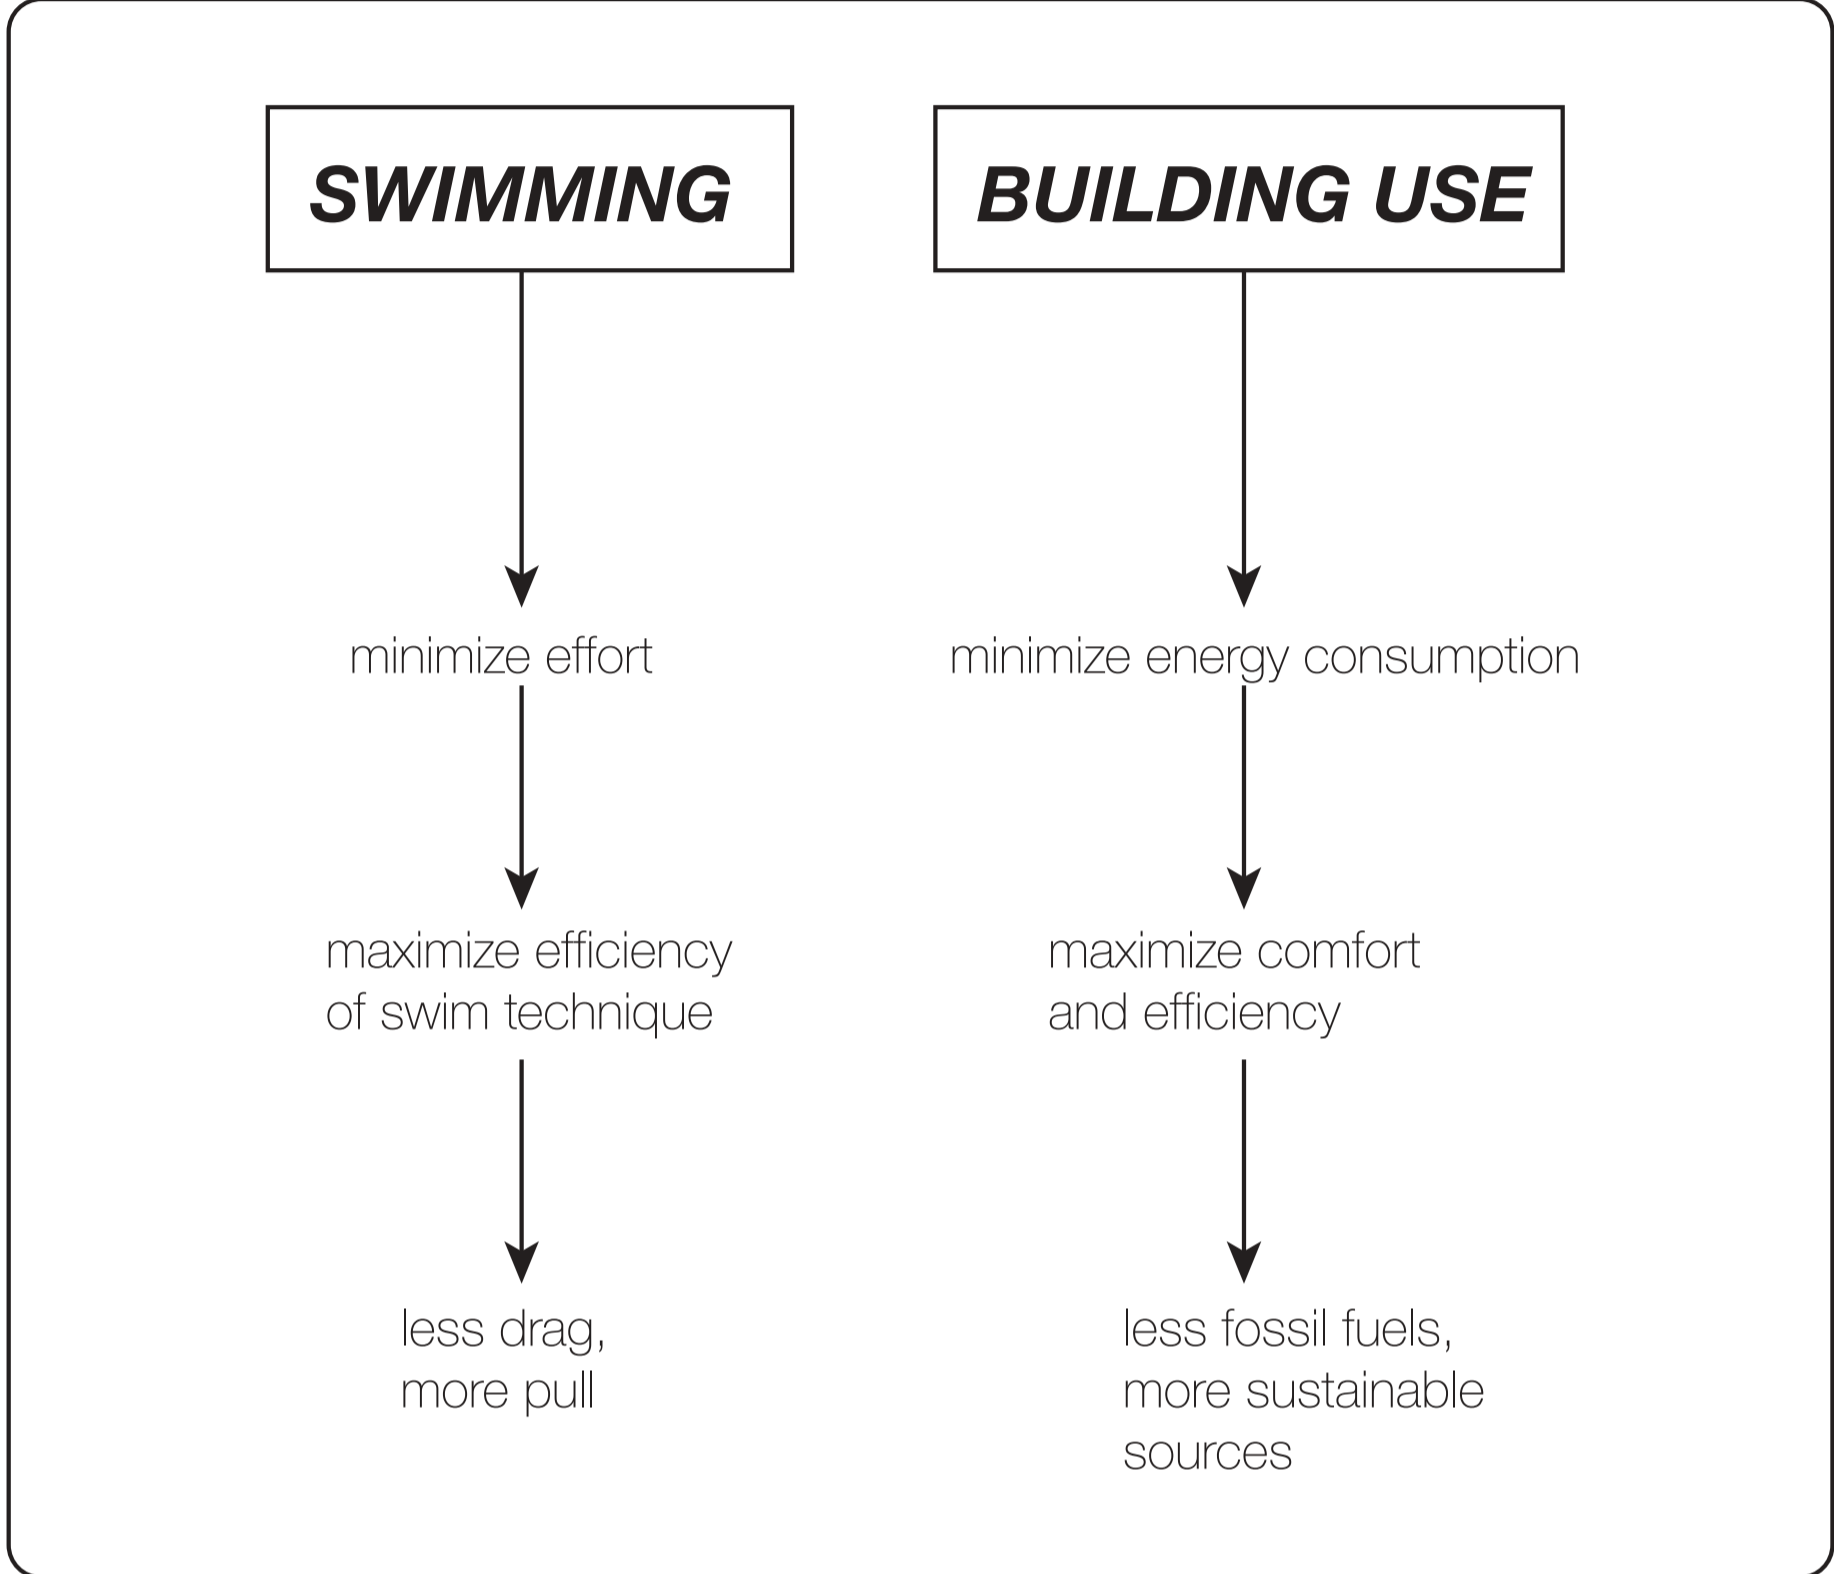 SWIMMING
minimize effort
maximize efficiency
of swim technique
less drag,
more pull
BUILDING USE
minimize energy consumption
maximize comfort
and efficiency
less fossil fuels,
more sustainable
sources